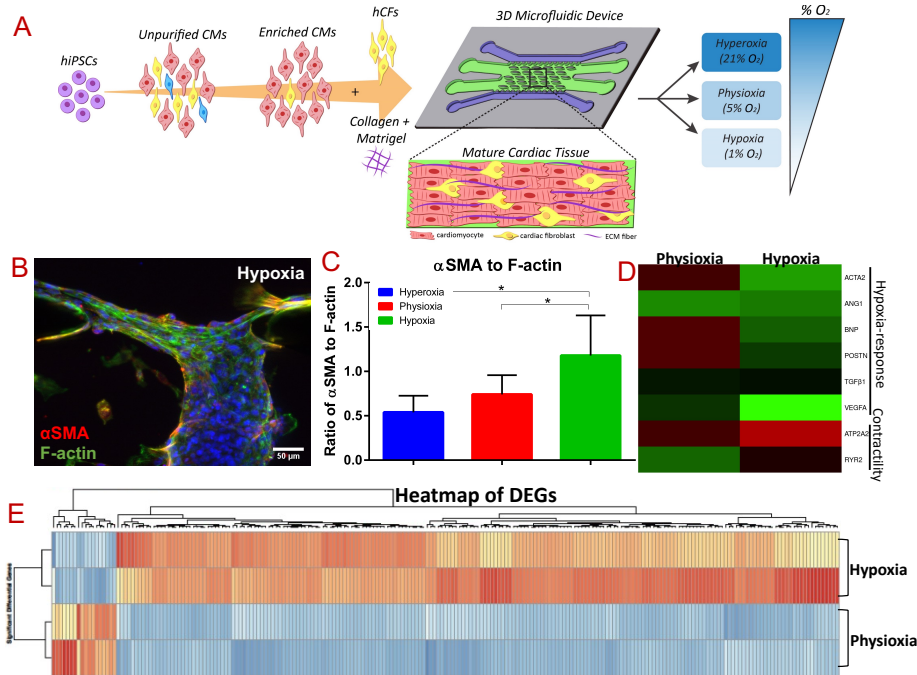 A
hiPSCs
Unpurified CMs
Enriched CMs
hCFs
+
Collagen +
Matrigel
3D Microfluidic Device
Mature Cardiac Tissue
cardiomyocyte
cardiac fibroblast
ECM fiber
% O₂
Hyperoxia
(21% O₂)
Physioxia
(5% O₂)
Hypoxia
(1% O₂)
B
Hypoxia
αSMA
F-actin
50 µm
C
αSMA to F-actin
Ratio of αSMA to F-actin
2.0
1.5
1.0
0.5
0.0
Hyperoxia
Physioxia
Hypoxia
*
*
D
Physioxia
Hypoxia
ACTA2
ANG1
BNP
POSTN
TGFβ1
VEGFA
ATP2A2
RYR2
Hypoxia-response
Contractility
E
Heatmap of DEGs
Significant Differential Genes
Hypoxia
Physioxia